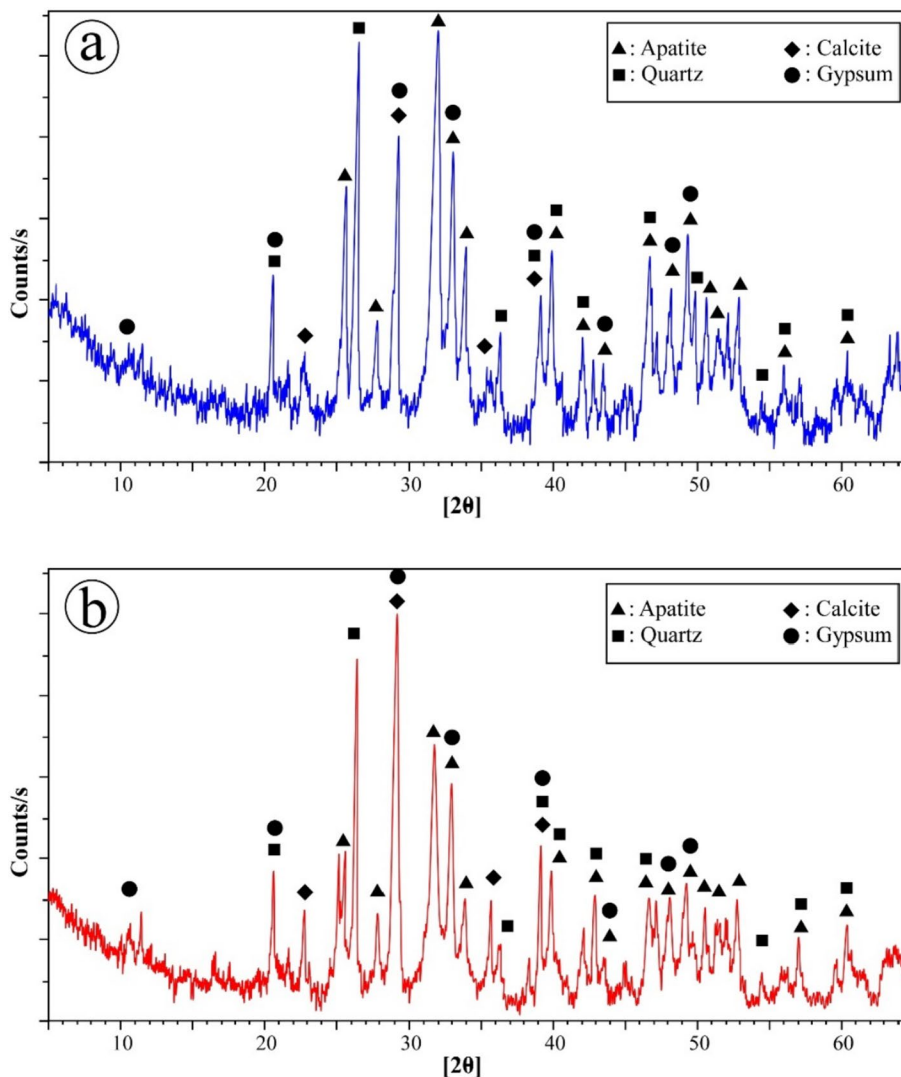 a
▲: Apatite ◆: Calcite
■: Quartz ●: Gypsum
Counts/s
10 20 30 40 50 60
[2θ]
b
▲: Apatite ◆: Calcite
■: Quartz ●: Gypsum
Counts/s
10 20 30 40 50 60
[2θ]